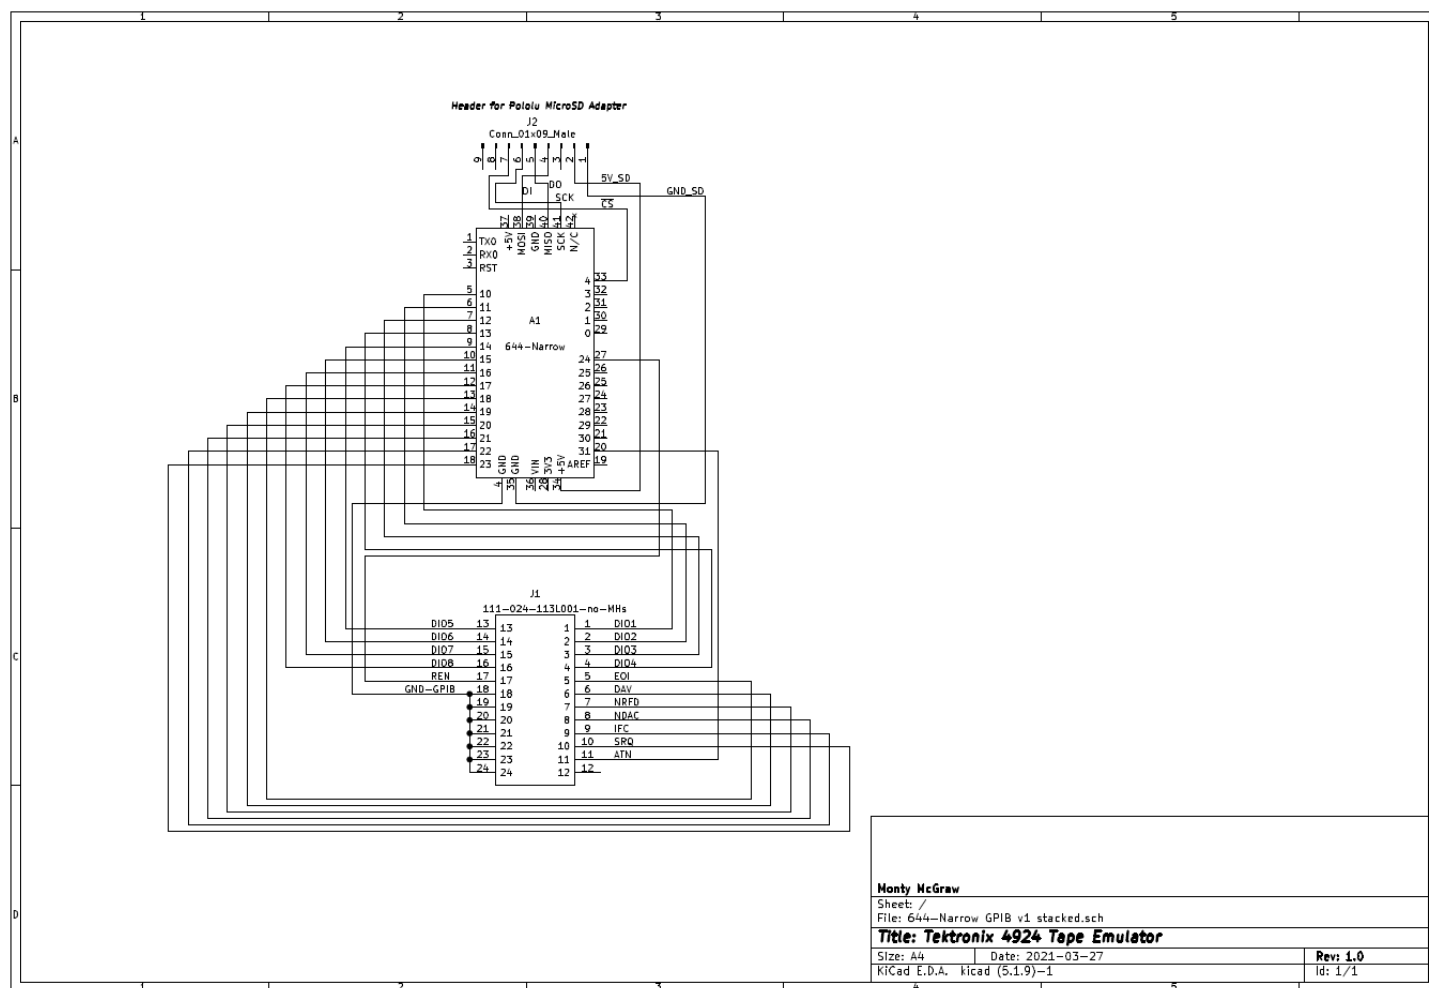 1 2 3 4 5
Header for Pololu MicroSD Adapter
J2
Conn_01x09_Male
A
9 8 7 6 5 4 3 2 1
5V_SD
DI DO
GND_SD
SCK
CS
37 38 39 40 41 42
+5V MOSI GND MISO SCK N/C
1 TX0
2 RX0
3 RST
4 33
5 10 3 32
6 11 2 31
7 12 A1 1 30
8 13 0 29
9 14 644-Narrow
10 15 24 27
11 16 25 26
12 17 26 25
B 13 18 27 24
14 19 28 23
15 20 29 22
16 21 30 21
17 22 31 20
18 23 AREF 19
GND GND VIN 3V3 +5V
4 35 36 28 34
J1
111-024-113L001-no-MHs
DIO5 13 13 1 1 DIO1
DIO6 14 14 2 2 DIO2
C DIO7 15 15 3 3 DIO3
DIO8 16 16 4 4 DIO4
REN 17 17 5 5 EOI
GND-GPIB 18 18 6 6 DAV
19 19 7 7 NRFD
20 20 8 8 NDAC
21 21 9 9 IFC
22 22 10 10 SRQ
23 23 11 11 ATN
24 24 12 12
Monty McGraw
D
Sheet: /
File: 644-Narrow GPIB v1 stacked.sch
Title: Tektronix 4924 Tape Emulator
Size: A4 Date: 2021-03-27 Rev: 1.0
KiCad E.D.A. kicad (5.1.9)-1 Id: 1/1
1 2 3 4 5